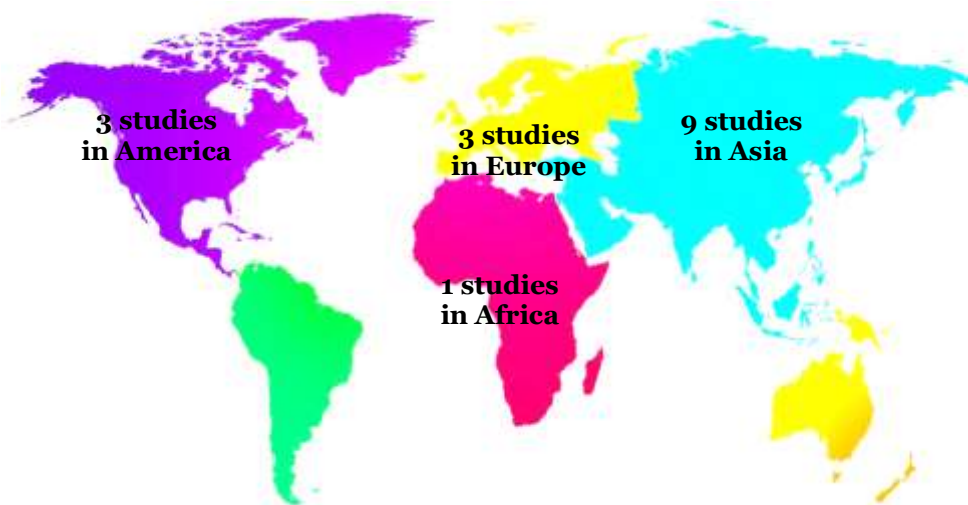 3 studies
in America
3 studies
in Europe
9 studies
in Asia
1 studies
in Africa